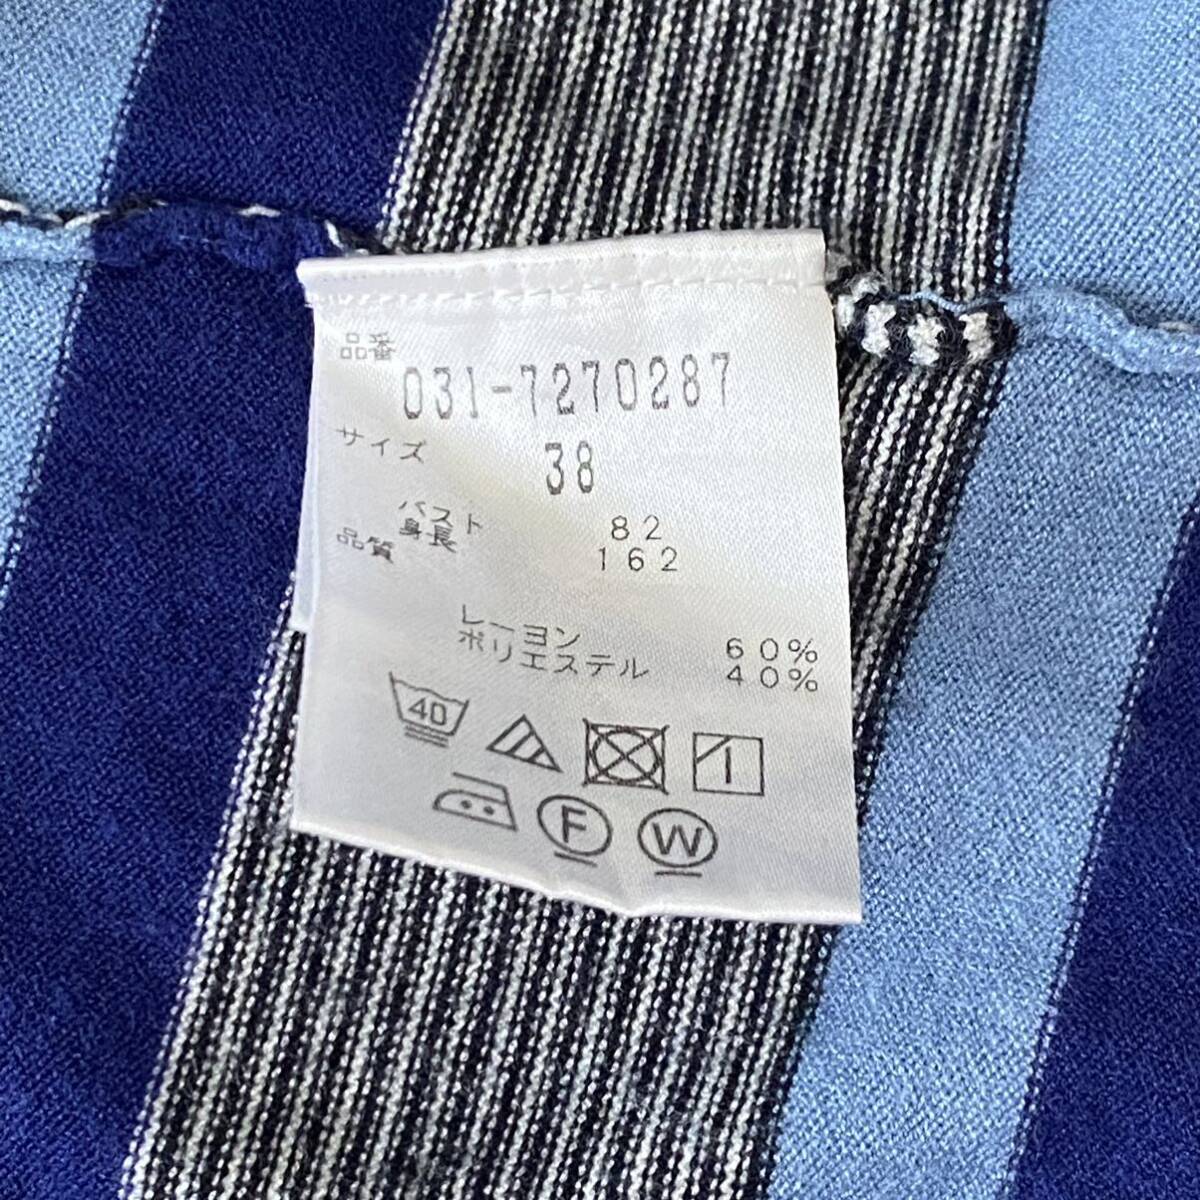 品番
031-7270287
サイズ 38
バスト 82
身長 162
品質
レーヨン 60%
ポリエステル 40%
40
F W